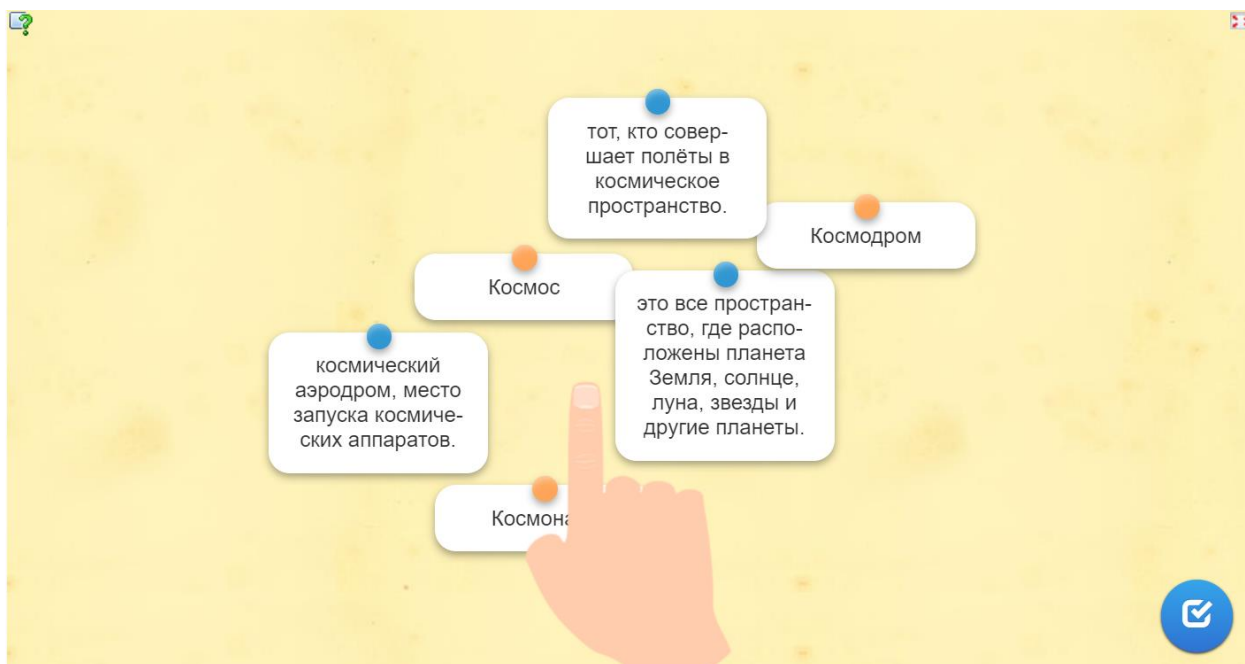 тот, кто совер-
шает полёты в
космическое
пространство.
Космодром
Космос
это все простран-
ство, где распо-
ложены планета
Земля, солнце,
луна, звезды и
другие планеты.
космический
аэродром, место
запуска космиче-
ских аппаратов.